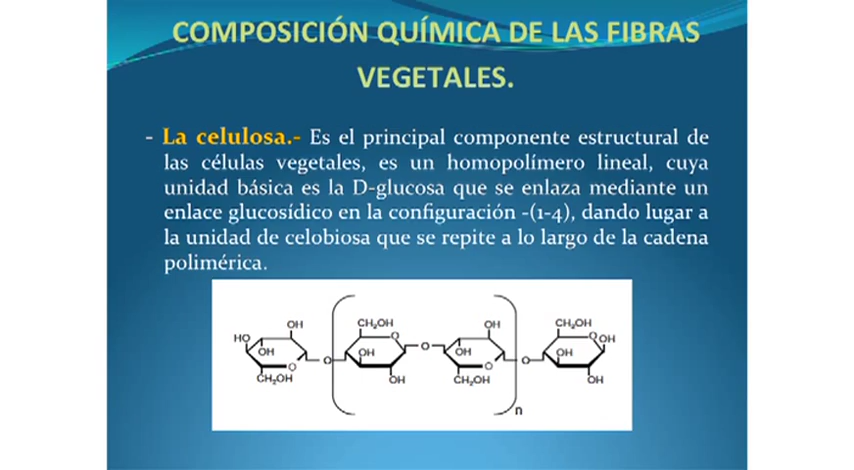 COMPOSICIÓN QUÍMICA DE LAS FIBRAS
VEGETALES.
- La celulosa.- Es el principal componente estructural de
las células vegetales, es un homopolímero lineal, cuya
unidad básica es la D-glucosa que se enlaza mediante un
enlace glucosídico en la configuración -(1-4), dando lugar a
la unidad de celobiosa que se repite a lo largo de la cadena
polimérica.
OH CH₂OH OH CH₂OH
HO O O OH
OH O OH O OH O OH
O O
CH₂OH OH CH₂OH OH
n